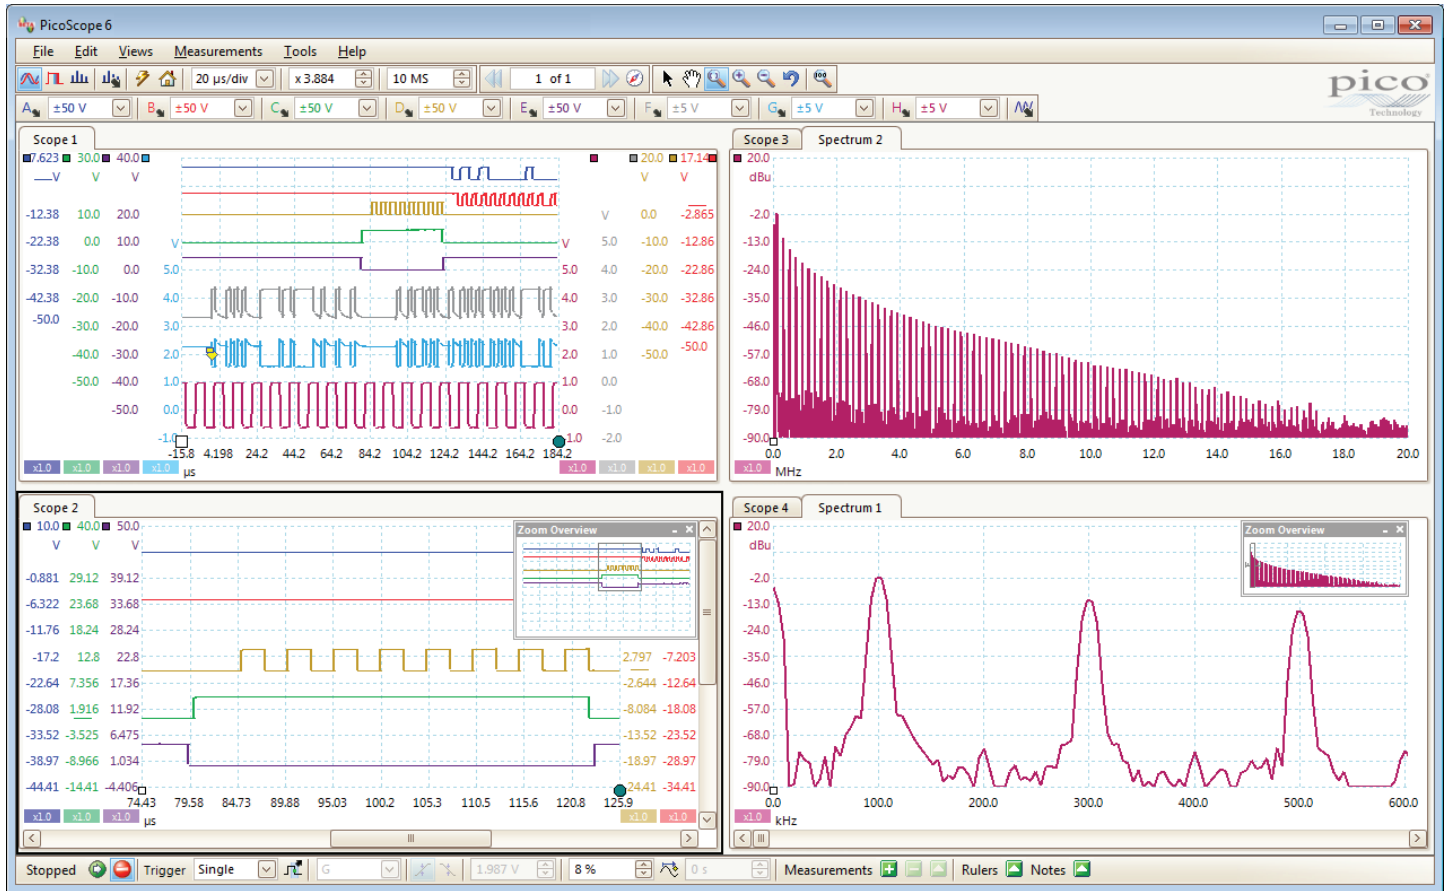 PicoScope 6
File Edit Views Measurements Tools Help
20 µs/div x 3.884 10 MS 1 of 1
A ±50 V B ±50 V C ±50 V D ±50 V E ±50 V F ±5 V G ±5 V H ±5 V
pico
Technology
Scope 1
7.623 30.0 40.0 20.0 17.14
V V V V V
-12.38 10.0 20.0 V 0.0 -2.865
-22.38 0.0 10.0 V V 5.0 -10.0 -12.86
-32.38 -10.0 0.0 5.0 5.0 4.0 -20.0 -22.86
-42.38 -20.0 -10.0 4.0 4.0 3.0 -30.0 -32.86
-50.0 -30.0 -20.0 3.0 3.0 2.0 -40.0 -42.86
-40.0 -30.0 2.0 2.0 1.0 -50.0 -50.0
-50.0 -40.0 1.0 1.0 0.0
-50.0 0.0 0.0 -1.0
-1.0 -1.0 -2.0
-15.8 4.198 24.2 44.2 64.2 84.2 104.2 124.2 144.2 164.2 184.2
x1.0 x1.0 x1.0 x1.0 µs x1.0 x1.0 x1.0 x1.0
Scope 3 Spectrum 2
20.0
dBu
-2.0
-13.0
-24.0
-35.0
-46.0
-57.0
-68.0
-79.0
-90.0
0.0 2.0 4.0 6.0 8.0 10.0 12.0 14.0 16.0 18.0 20.0
x1.0 MHz
Scope 2
10.0 40.0 50.0 Zoom Overview
V V V
-0.881 29.12 39.12
-6.322 23.68 33.68
-11.76 18.24 28.24
-17.2 12.8 22.8 2.797 -7.203
-22.64 7.356 17.36 -2.644 -12.64
-28.08 1.916 11.92 -8.084 -18.08
-33.52 -3.525 6.475 -13.52 -23.52
-38.97 -8.966 1.034 -18.97 -28.97
-44.41 -14.41 -4.406 -24.41 -34.41
74.43 79.58 84.73 89.88 95.03 100.2 105.3 110.5 115.6 120.8 125.9
x1.0 x1.0 x1.0 µs x1.0 x1.0
Scope 4 Spectrum 1
20.0 Zoom Overview
dBu
-2.0
-13.0
-24.0
-35.0
-46.0
-57.0
-68.0
-79.0
-90.0
0.0 100.0 200.0 300.0 400.0 500.0 600.0
x1.0 kHz
Stopped Trigger Single G 1.987 V 8 % 0 s Measurements Rulers Notes